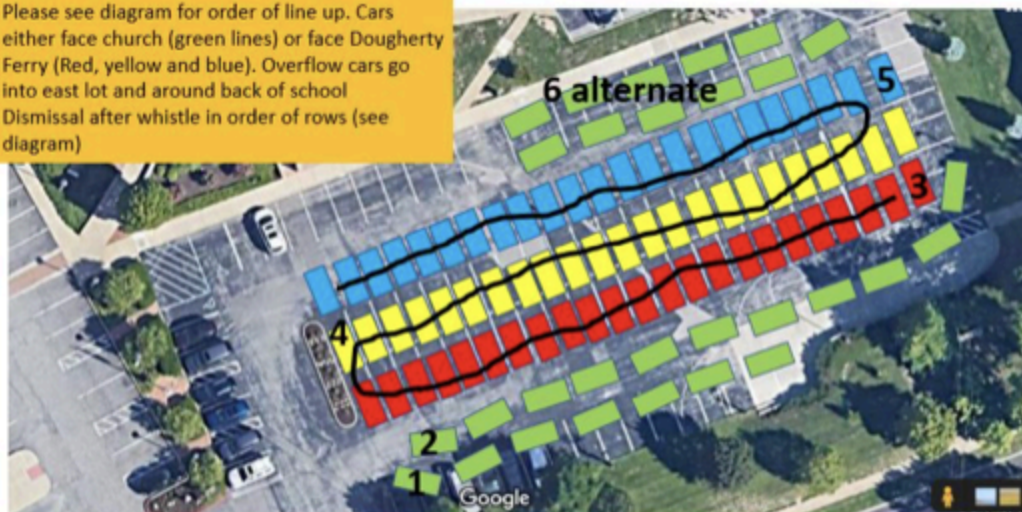 Please see diagram for order of line up. Cars
either face church (green lines) or face Dougherty
Ferry (Red, yellow and blue). Overflow cars go
into east lot and around back of school
Dismissal after whistle in order of rows (see
diagram)
6 alternate
5
3
4
2
1
Google